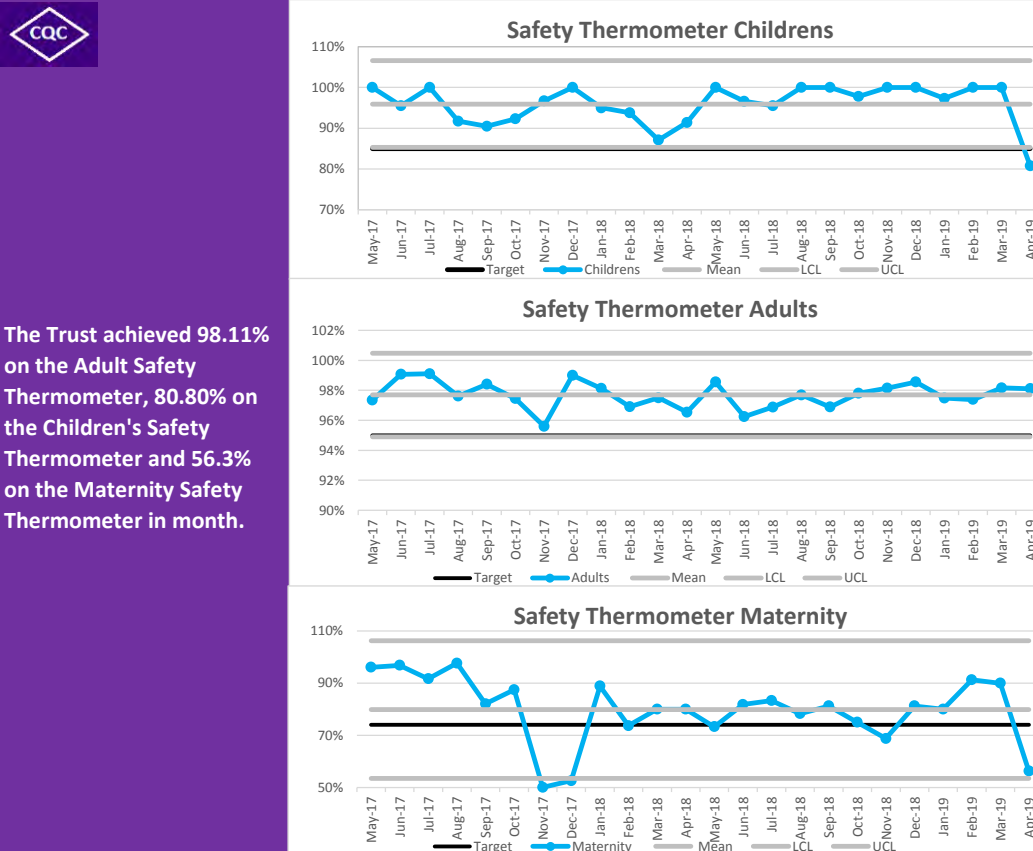 CQC
The Trust achieved 98.11%
on the Adult Safety
Thermometer, 80.80% on
the Children's Safety
Thermometer and 56.3%
on the Maternity Safety
Thermometer in month.
Safety Thermometer Childrens
110%
100%
90%
80%
70%
May-17 Jun-17 Jul-17 Aug-17 Sep-17 Oct-17 Nov-17 Dec-17 Jan-18 Feb-18 Mar-18 Apr-18 May-18 Jun-18 Jul-18 Aug-18 Sep-18 Oct-18 Nov-18 Dec-18 Jan-19 Feb-19 Mar-19 Apr-19
Target Childrens Mean LCL UCL
Safety Thermometer Adults
102%
100%
98%
96%
94%
92%
90%
May-17 Jun-17 Jul-17 Aug-17 Sep-17 Oct-17 Nov-17 Dec-17 Jan-18 Feb-18 Mar-18 Apr-18 May-18 Jun-18 Jul-18 Aug-18 Sep-18 Oct-18 Nov-18 Dec-18 Jan-19 Feb-19 Mar-19 Apr-19
Target Adults Mean LCL UCL
Safety Thermometer Maternity
110%
90%
70%
50%
May-17 Jun-17 Jul-17 Aug-17 Sep-17 Oct-17 Nov-17 Dec-17 Jan-18 Feb-18 Mar-18 Apr-18 May-18 Jun-18 Jul-18 Aug-18 Sep-18 Oct-18 Nov-18 Dec-18 Jan-19 Feb-19 Mar-19 Apr-19
Target Maternity Mean LCL UCL